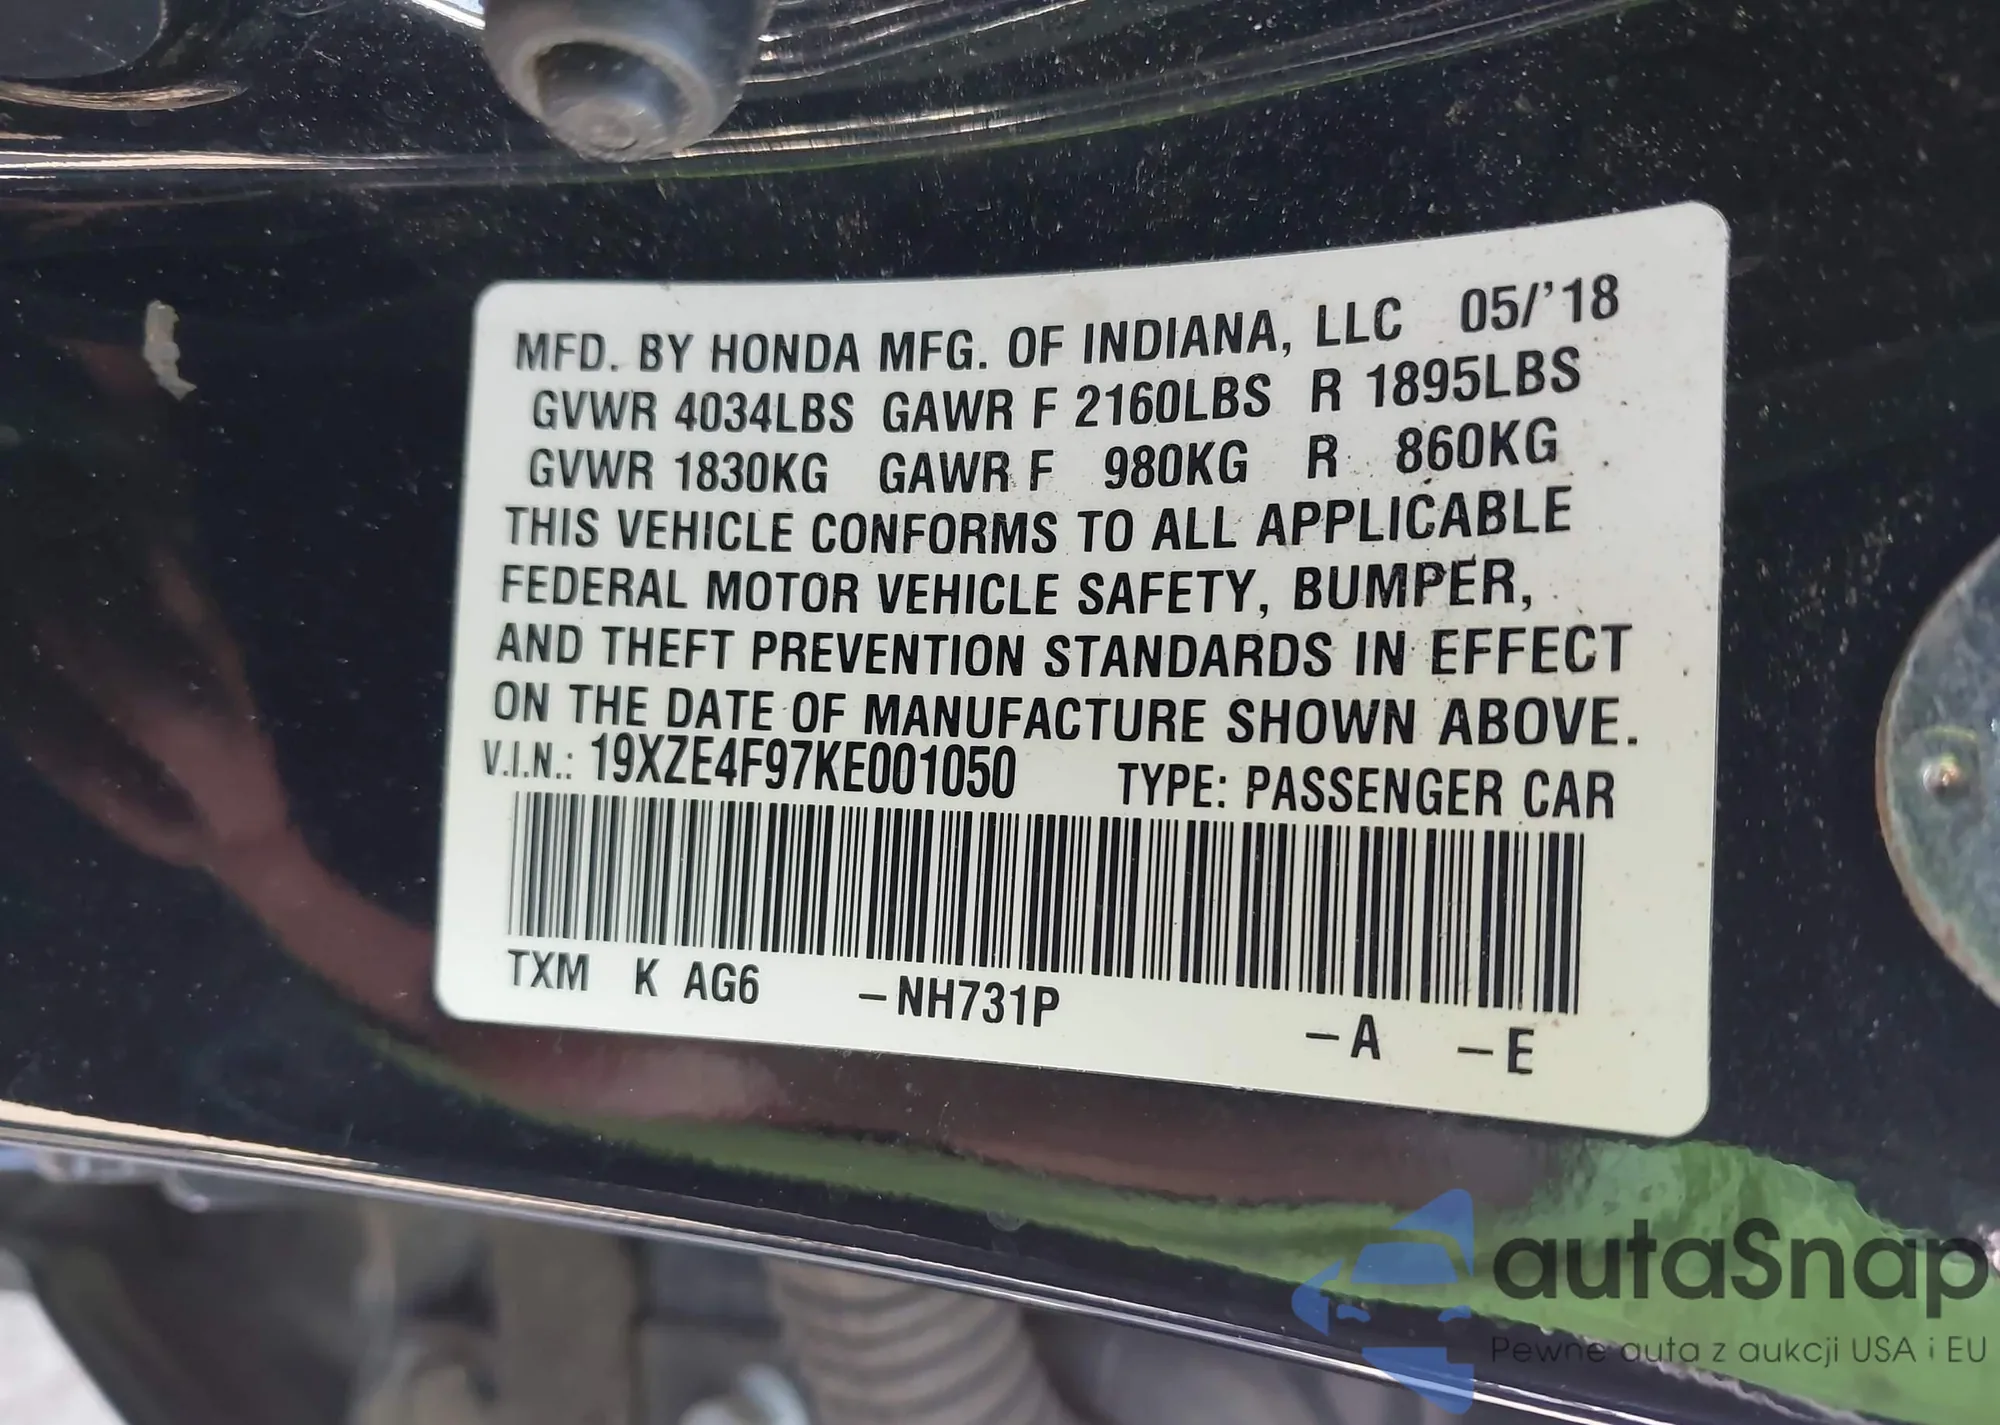 MFD. BY HONDA MFG. OF INDIANA, LLC 05/'18
GVWR 4034LBS GAWR F 2160LBS R 1895LBS
GVWR 1830KG GAWR F 980KG R 860KG
THIS VEHICLE CONFORMS TO ALL APPLICABLE
FEDERAL MOTOR VEHICLE SAFETY, BUMPER,
AND THEFT PREVENTION STANDARDS IN EFFECT
ON THE DATE OF MANUFACTURE SHOWN ABOVE.
V.I.N.: 19XZE4F97KE001050 TYPE: PASSENGER CAR
TXM K AG6 -NH731P -A -E
autaSnap
Pewne auta z aukcji USA i EU